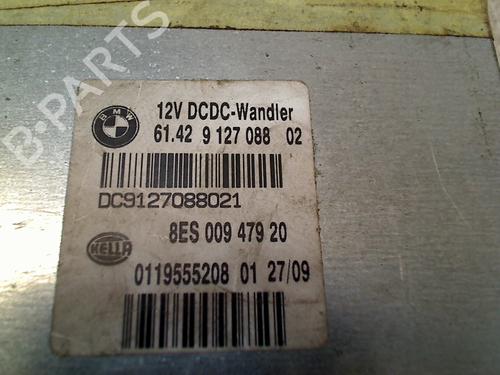 B-PARTS
BMW
12V DCDC-Wandler
61.42 9 127 088 02
DC9127088021
8ES 009 479 20
HELLA
0119555208 01 27/09